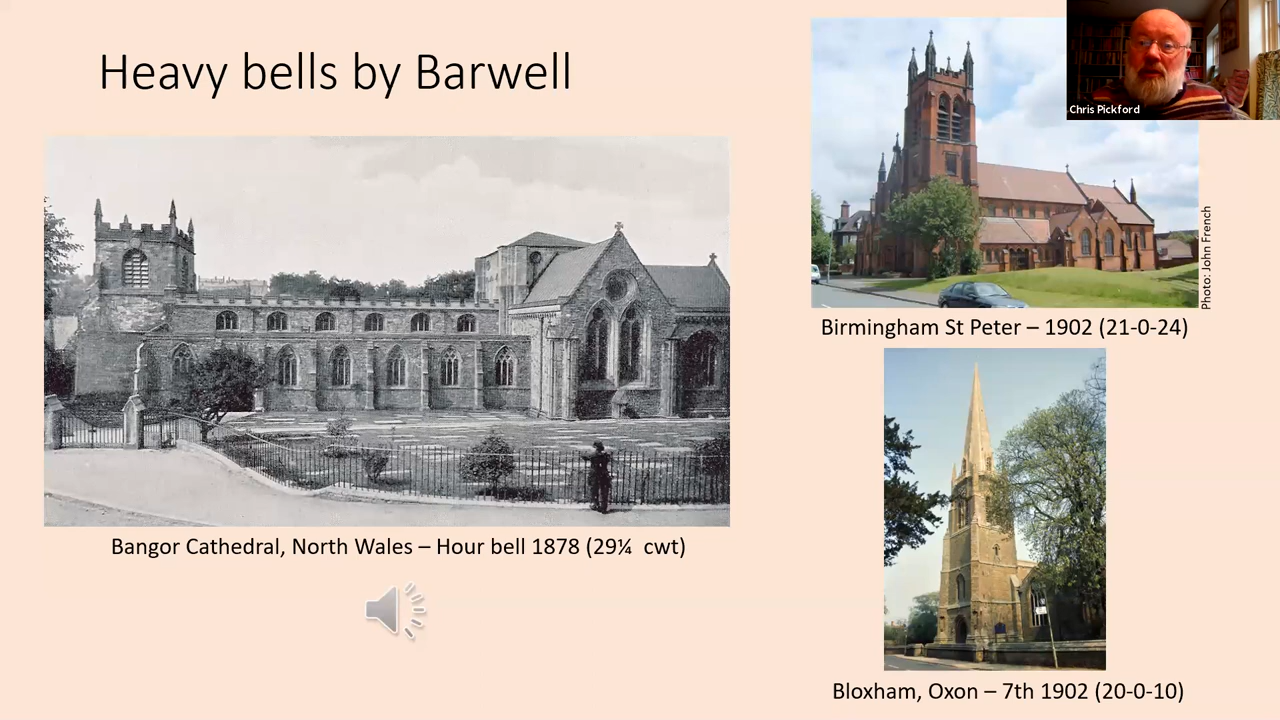 Heavy bells by Barwell
Chris Pickford
Photo: John French
Birmingham St Peter – 1902 (21-0-24)
Bangor Cathedral, North Wales – Hour bell 1878 (29¼  cwt)
Bloxham, Oxon – 7th 1902 (20-0-10)